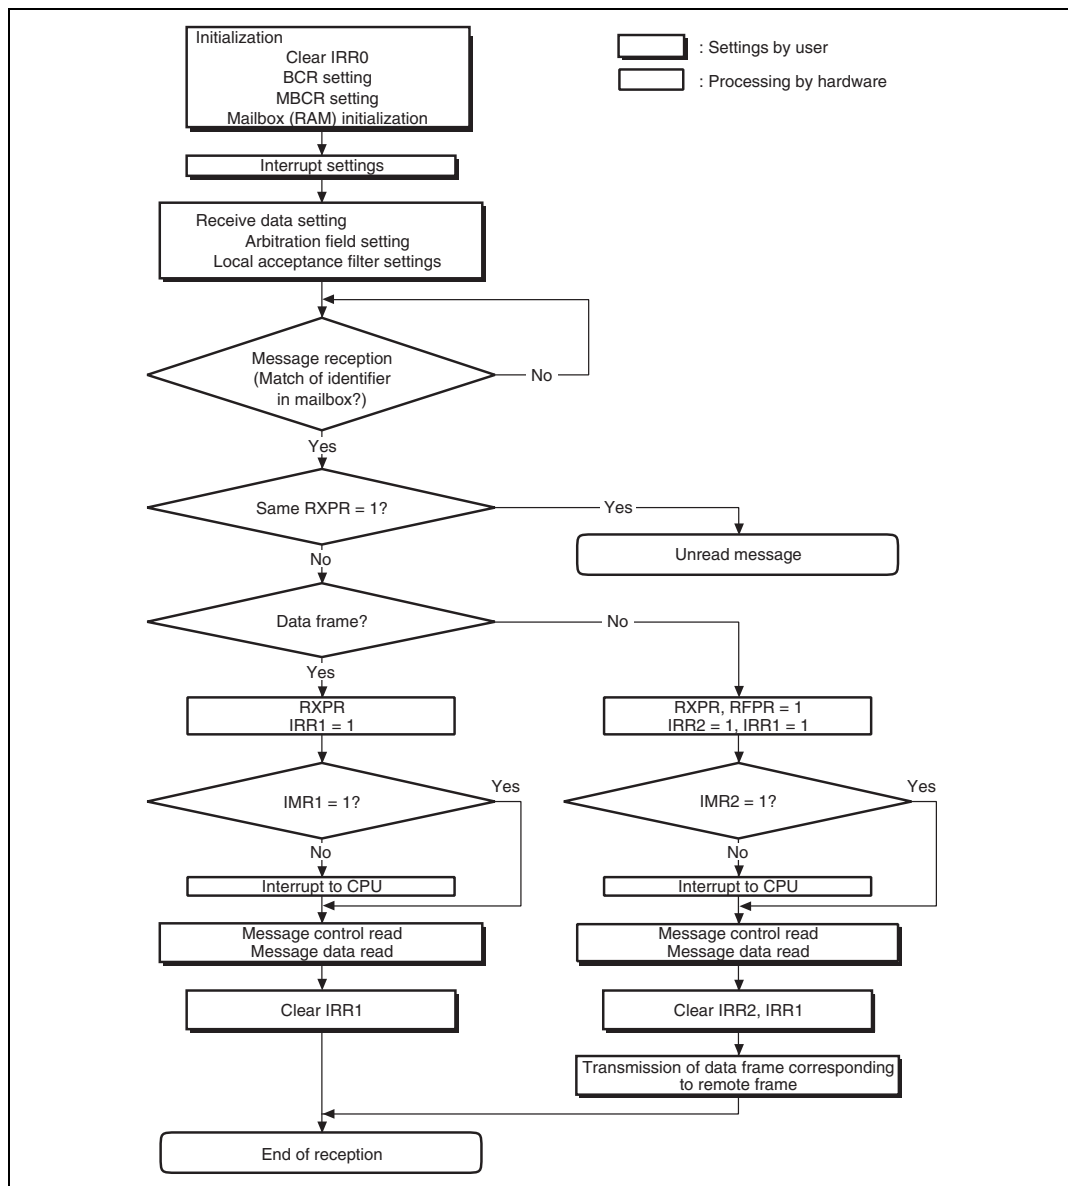 Initialization
Clear IRR0
BCR setting
MBCR setting
Mailbox (RAM) initialization
: Settings by user
: Processing by hardware
Interrupt settings
Receive data setting
Arbitration field setting
Local acceptance filter settings
Message reception
(Match of identifier
in mailbox?)
No
Yes
Same RXPR = 1?
Yes
Unread message
No
Data frame?
No
Yes
RXPR
IRR1 = 1
RXPR, RFPR = 1
IRR2 = 1, IRR1 = 1
IMR1 = 1?
Yes
IMR2 = 1?
Yes
No
No
Interrupt to CPU
Interrupt to CPU
Message control read
Message data read
Message control read
Message data read
Clear IRR1
Clear IRR2, IRR1
Transmission of data frame corresponding
to remote frame
End of reception